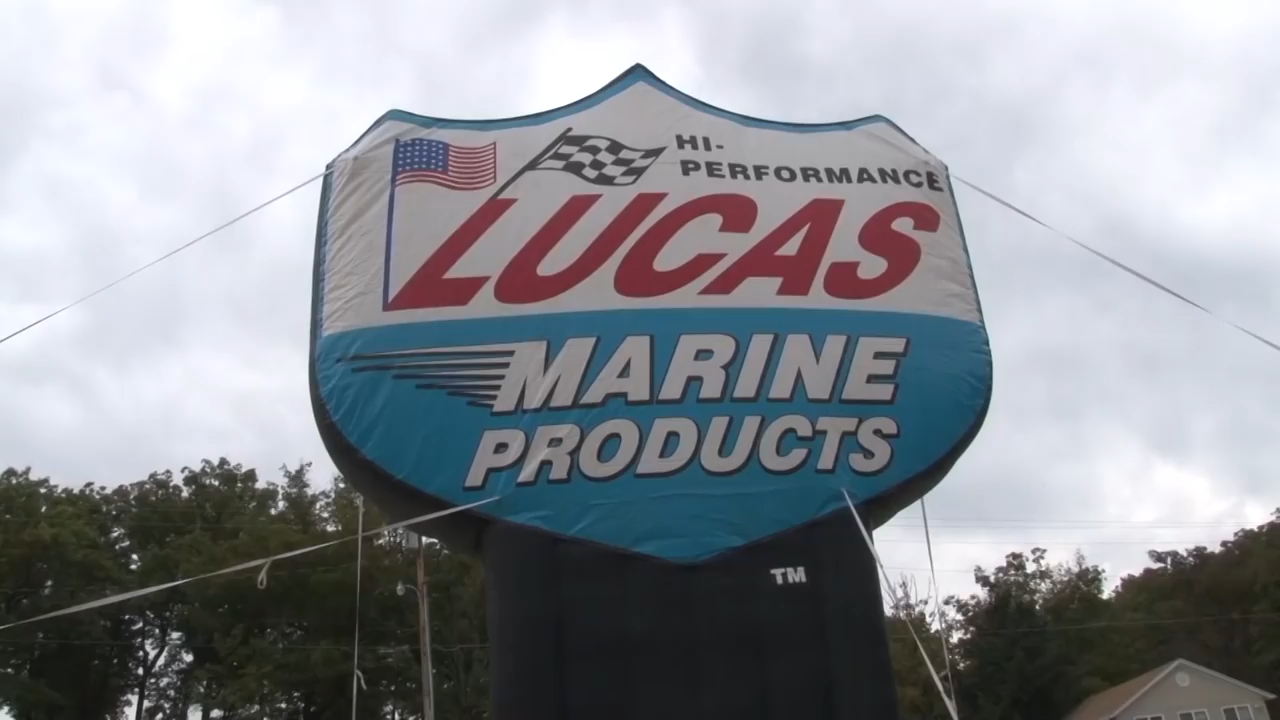 HI-
PERFORMANCE
LUCAS
MARINE
PRODUCTS
TM